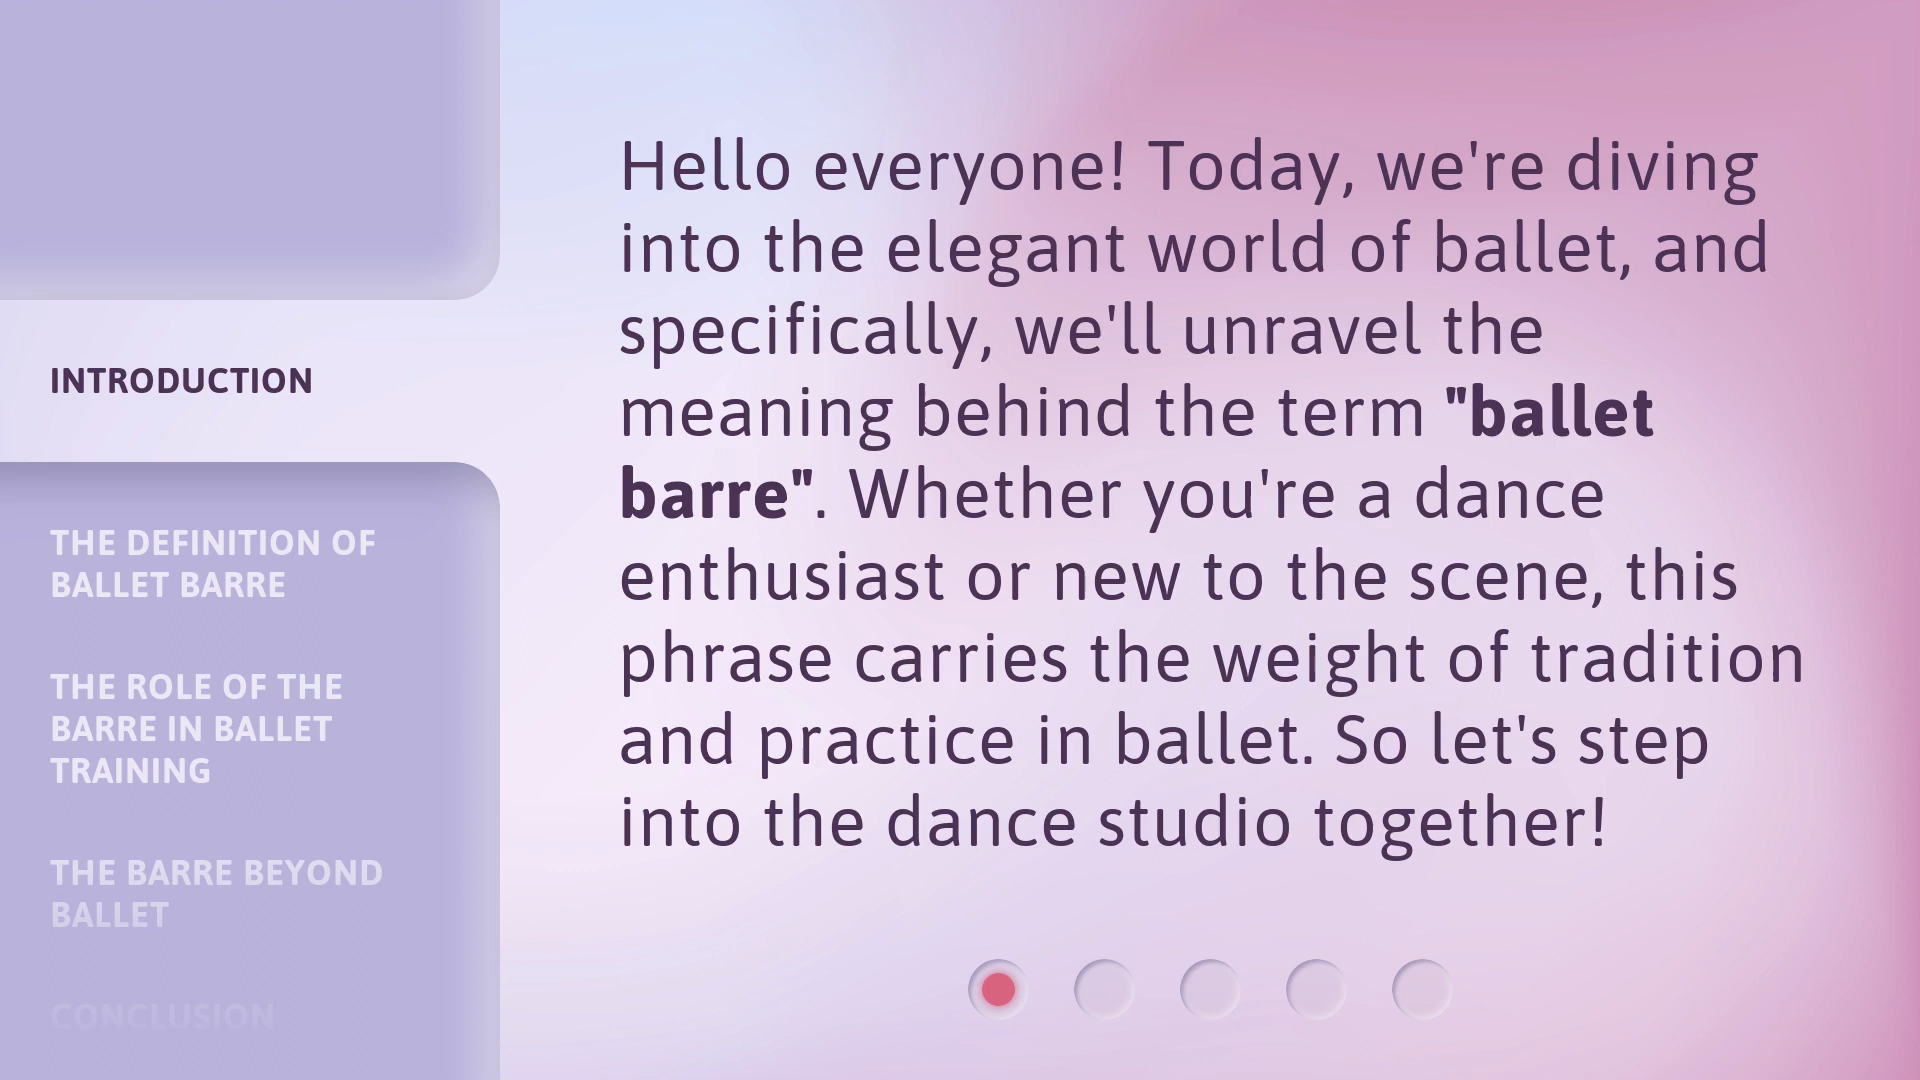 INTRODUCTION
THE DEFINITION OF
BALLET BARRE
THE ROLE OF THE
BARRE IN BALLET
TRAINING
THE BARRE BEYOND
BALLET
CONCLUSION
Hello everyone! Today, we're diving
into the elegant world of ballet, and
specifically, we'll unravel the
meaning behind the term "ballet
barre". Whether you're a dance
enthusiast or new to the scene, this
phrase carries the weight of tradition
and practice in ballet. So let's step
into the dance studio together!